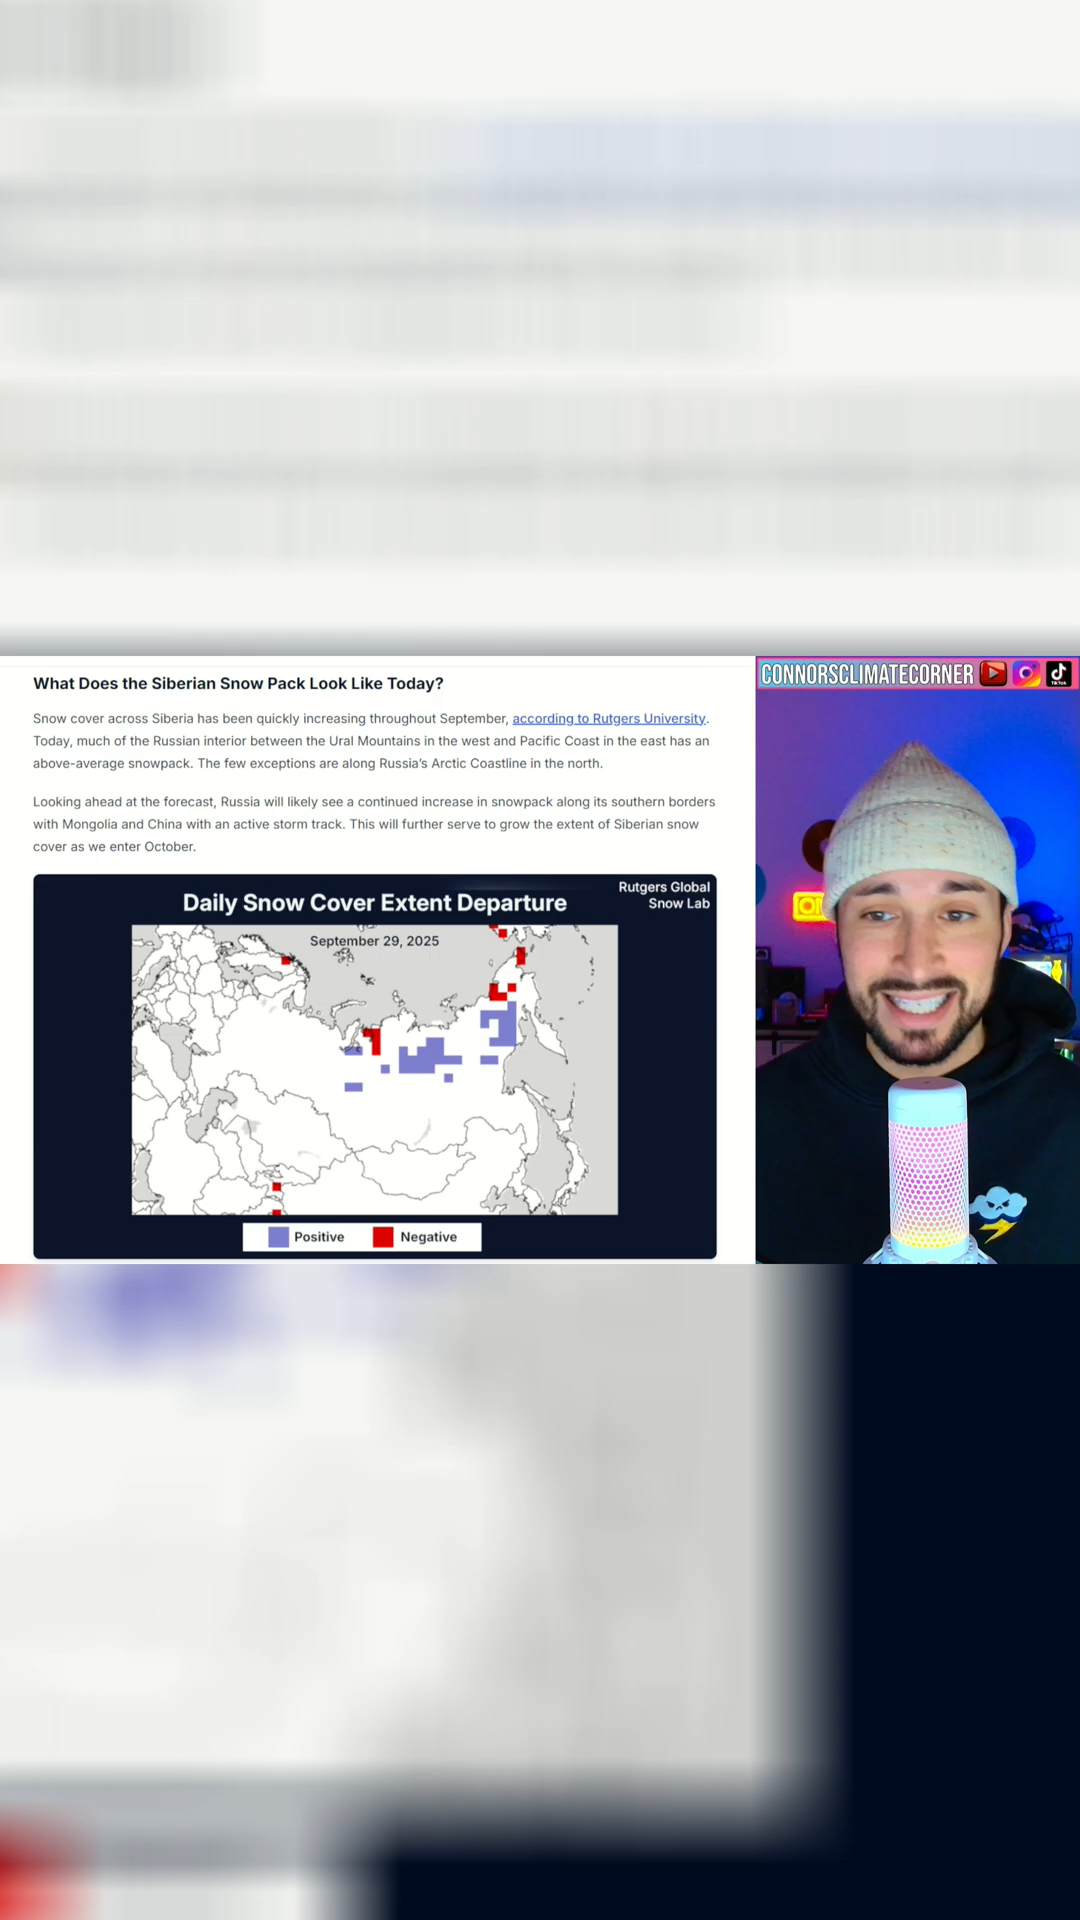 CONNORSCLIMATECORNER
What Does the Siberian Snow Pack Look Like Today?
Snow cover across Siberia has been quickly increasing throughout September, according to Rutgers University.
Today, much of the Russian interior between the Ural Mountains in the west and Pacific Coast in the east has an
above-average snowpack. The few exceptions are along Russia's Arctic Coastline in the north.
Looking ahead at the forecast, Russia will likely see a continued increase in snowpack along its southern borders
with Mongolia and China with an active storm track. This will further serve to grow the extent of Siberian snow
cover as we enter October.
Rutgers Global
Snow Lab
Daily Snow Cover Extent Departure
September 29, 2025
Positive
Negative
TikTok